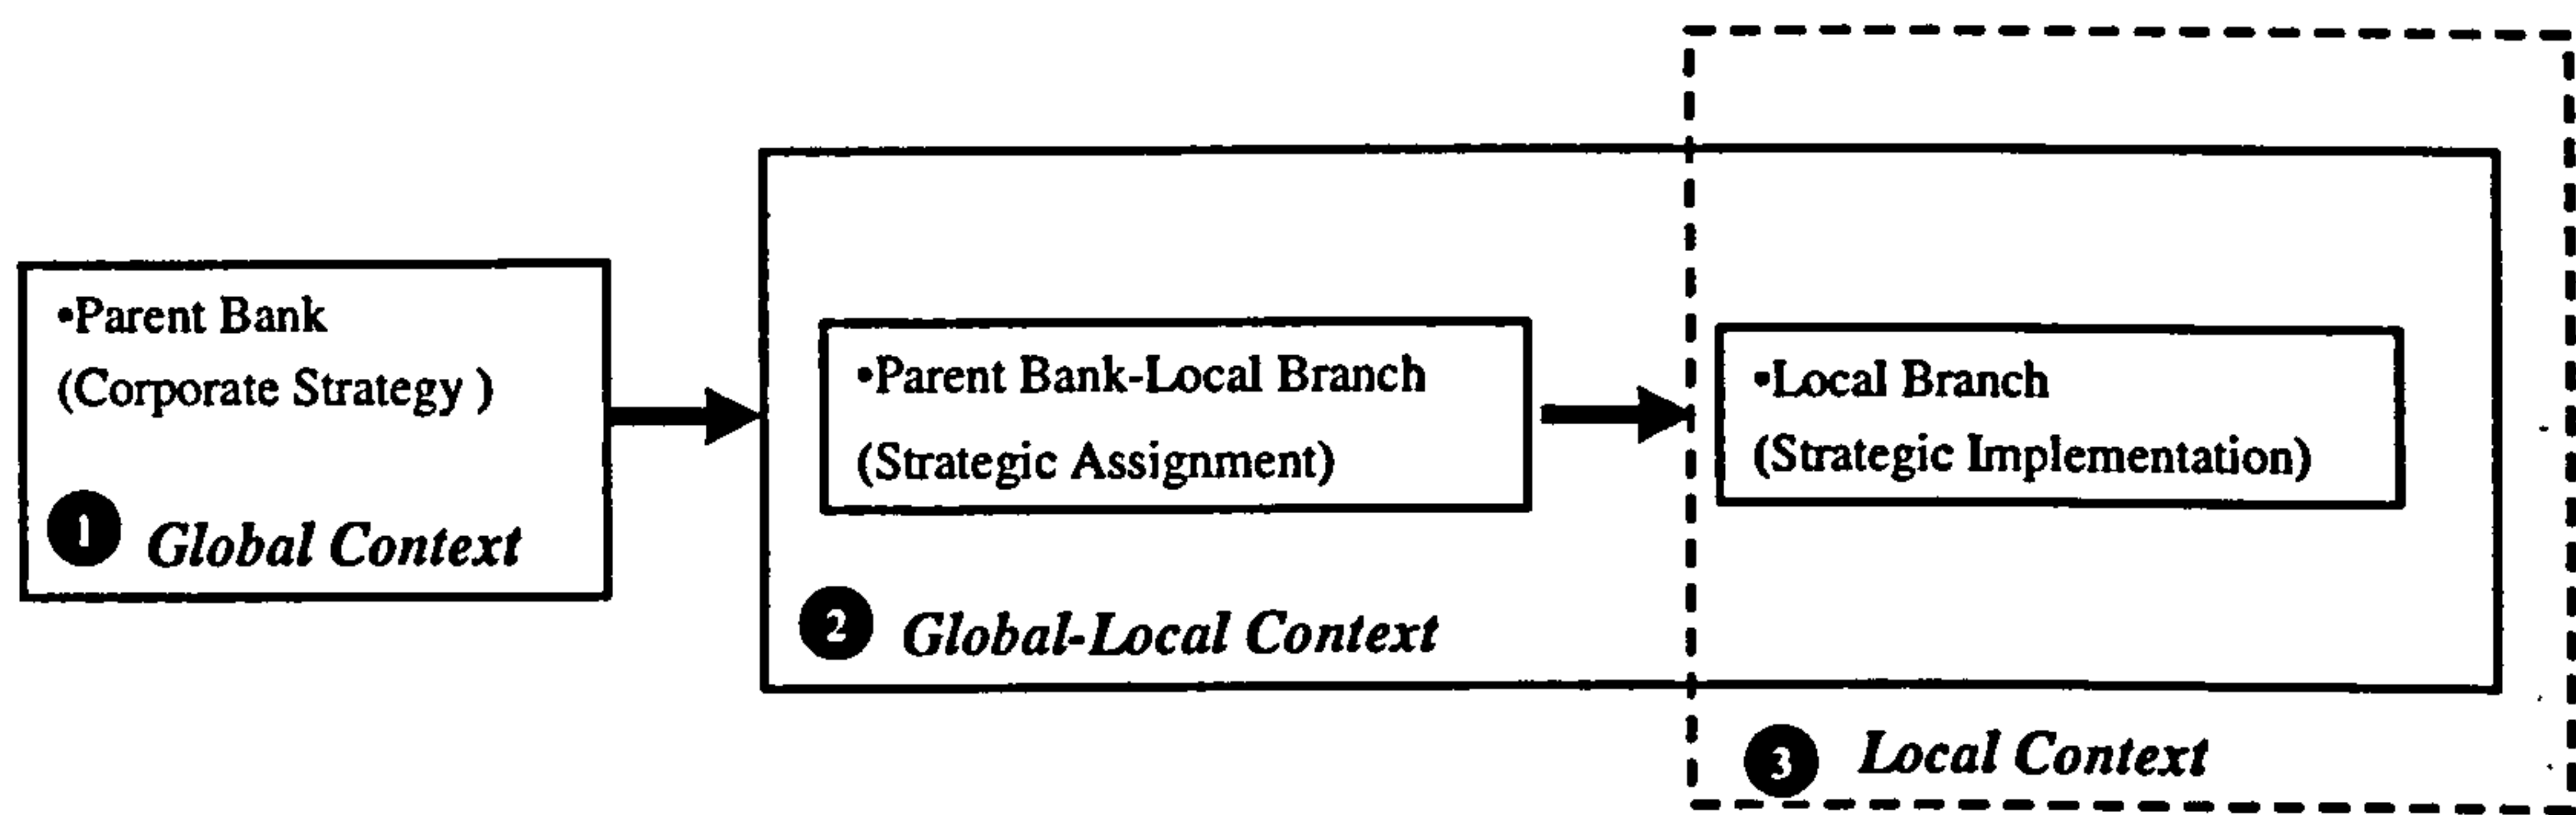 •Parent Bank
(Corporate Strategy )
1 Global Context
•Parent Bank-Local Branch
(Strategic Assignment)
2 Global-Local Context
•Local Branch
(Strategic Implementation)
3 Local Context